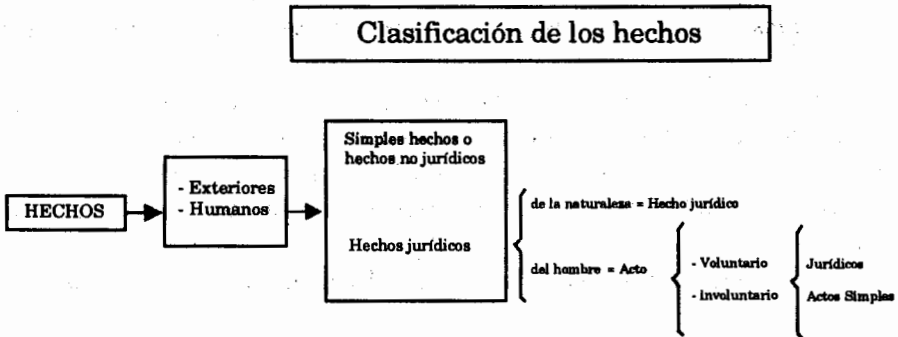 Clasificación de los hechos
HECHOS
- Exteriores
- Humanos
Simples hechos o
hechos no jurídicos
Hechos jurídicos
de la naturaleza = Hecho jurídico
del hombre = Acto
- Voluntario
- involuntario
Jurídicos
Actos Simples